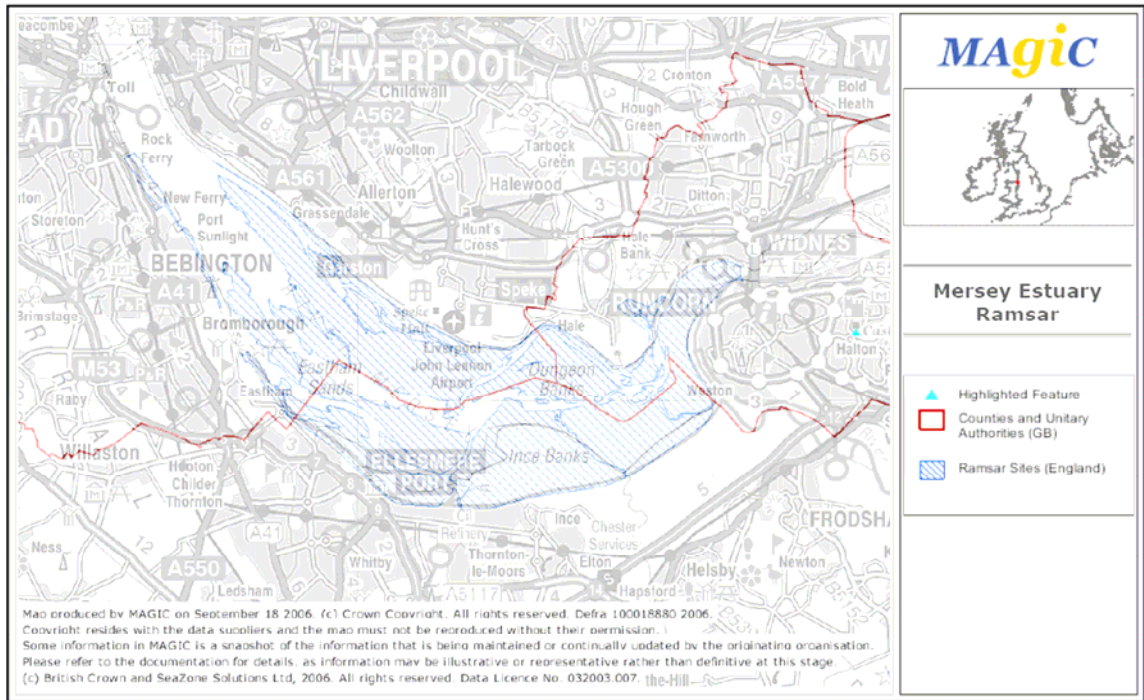 eacombe
LIVERPOOL
Childwall
Cronton
A557
Bold
Heath
Toll
A562
Hough
Green
EAD
Rock
Ferry
Woolton
Tarbock
Green
Farnworth
A561
A5300
New Ferry
Allerton
Halewood
Ditton
Storeton
Port
Sunlight
Grassendale
Hunt's
Cross
Hale
Bank
WIDNES
BEBINGTON
Garston
Speke
RUNCORN
A41
Brimstage
Bromborough
Speke
Hall
Hale
Halton
M53
P&R
Liverpool
John Lennon
Airport
Eastham
Sands
Dungeon
Banks
Eastham
Weston
Raby
Willaston
ELLESMERE
PORT
Ince Banks
Hooton
Childer
Thornton
Ince
Chester
Services
FRODSHA
A41
Refinery
Ness
Whitby
Thornton-
le-Moors
Elton
Helsby
Newton
A550
Ledsham
A5117
Hapsford
the-Hill
Map produced by MAGIC on September 18 2006. (c) Crown Copyright. All rights reserved. Defra 100018880 2006.
Copyright resides with the data suppliers and the map must not be reproduced without their permission.
Some information in MAGIC is a snapshot of the information that is being maintained or continually updated by the originating organisation.
Please refer to the documentation for details, as information may be illustrative or representative rather than definitive at this stage.
(c) British Crown and SeaZone Solutions Ltd, 2006. All rights reserved. Data Licence No. 032003.007.
MAgiC
Mersey Estuary
Ramsar
Highlighted Feature
Counties and Unitary
Authorities (GB)
Ramsar Sites (England)